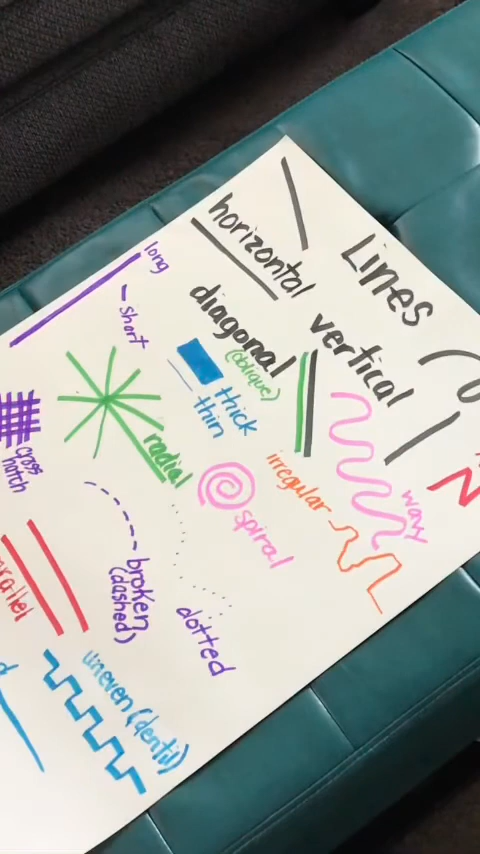 Lines
horizontal
vertical
diagonal
(oblique)
long
short
thick
thin
radial
cross
hatch
spiral
irregular
wavy
broken
(dashed)
dotted
uneven (dentil)